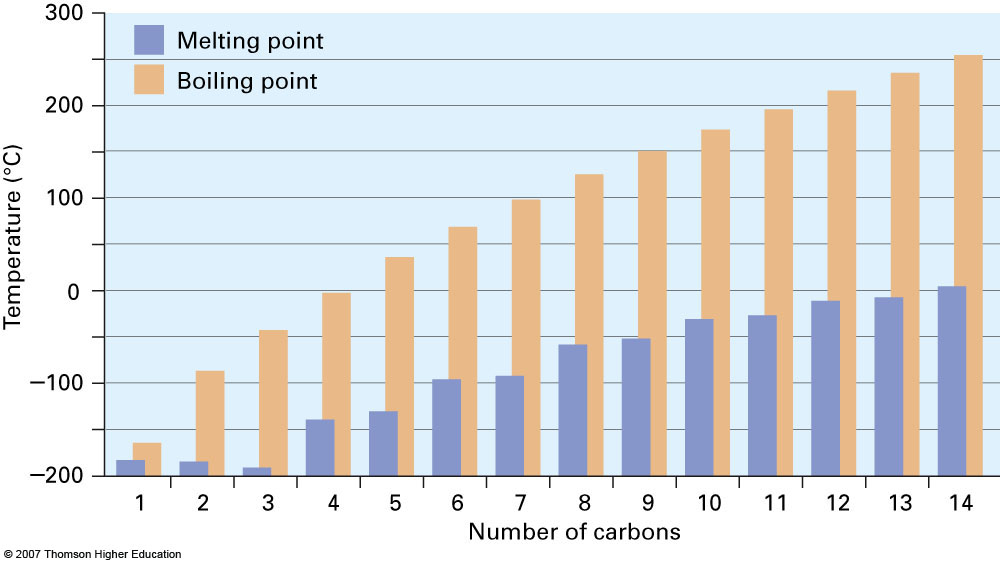 300
Melting point
Boiling point
200
100
0
−100
−200
Temperature (°C)
1 2 3 4 5 6 7 8 9 10 11 12 13 14
Number of carbons
© 2007 Thomson Higher Education